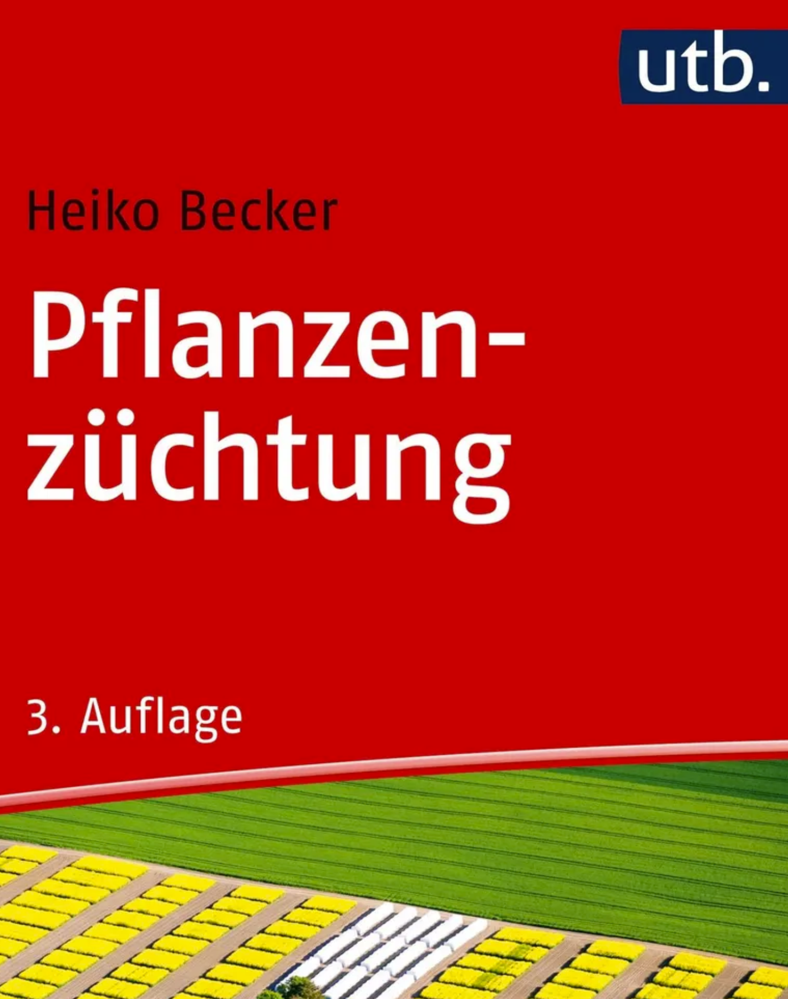 utb.
Heiko Becker
Pflanzen-
züchtung
3. Auflage